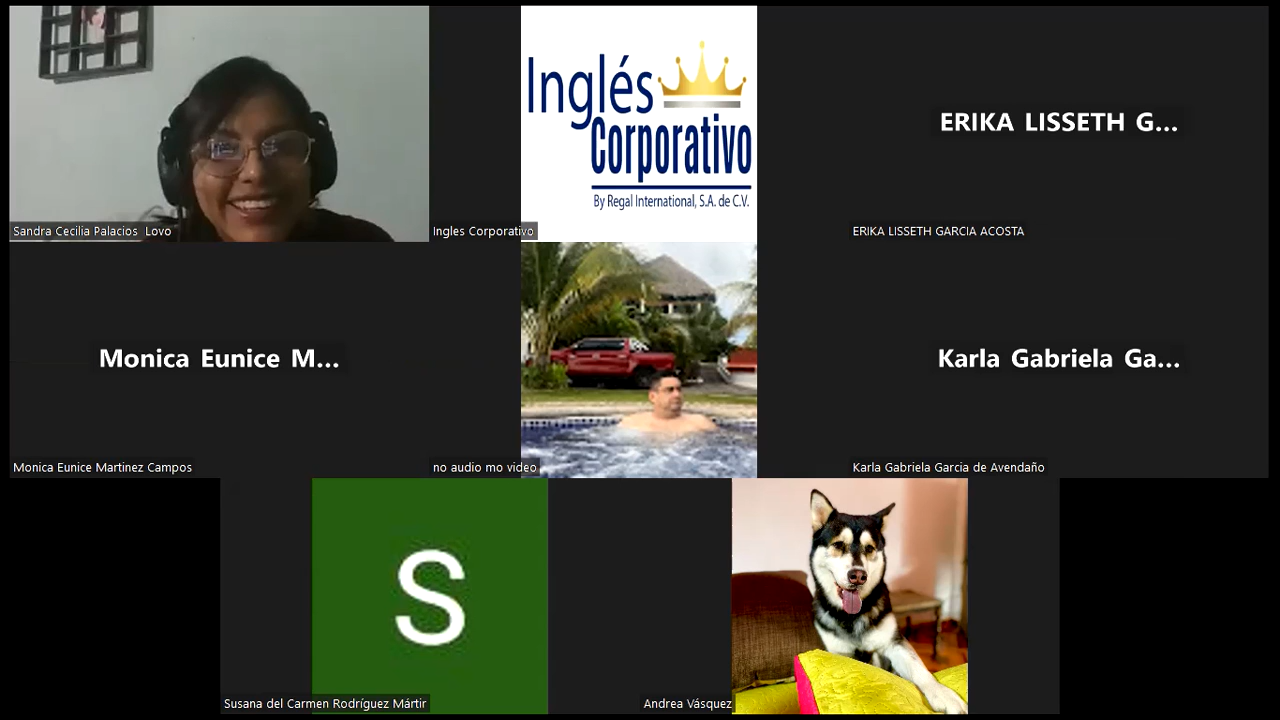 Inglés
Corporativo
By Regal International, S.A. de C.V.
ERIKA LISSETH G...
Sandra Cecilia Palacios Lovo
Ingles Corporativo
ERIKA LISSETH GARCIA ACOSTA
Monica Eunice M...
Karla Gabriela Ga...
Monica Eunice Martinez Campos
no audio mo video
Karla Gabriela Garcia de Avendaño
S
Susana del Carmen Rodríguez Mártir
Andrea Vásquez